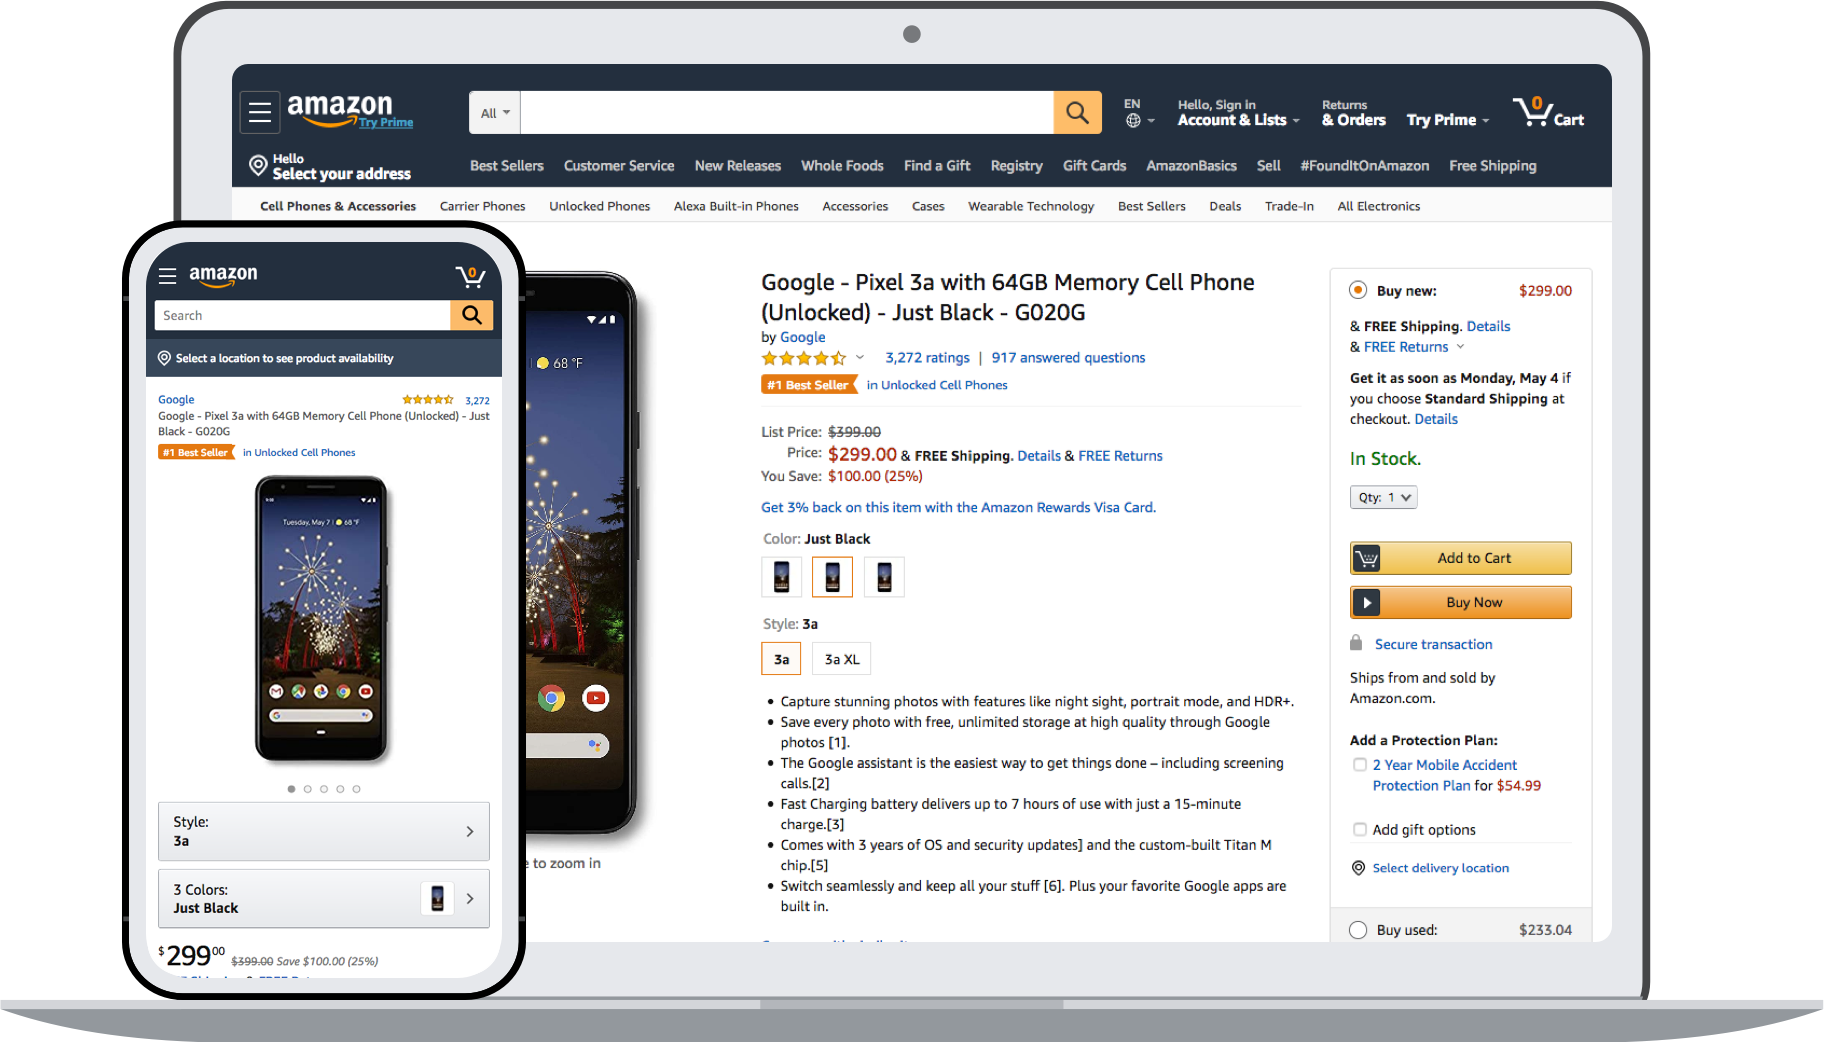 amazon
Try Prime
All
EN
Hello, Sign in
Account & Lists
Returns
& Orders
Try Prime
0
Cart
Hello
Select your address
Best Sellers Customer Service New Releases Whole Foods Find a Gift Registry Gift Cards AmazonBasics Sell #FoundItOnAmazon Free Shipping
Cell Phones & Accessories Carrier Phones Unlocked Phones Alexa Built-in Phones Accessories Cases Wearable Technology Best Sellers Deals Trade-In All Electronics
68 °F
e to zoom in
Google - Pixel 3a with 64GB Memory Cell Phone
(Unlocked) - Just Black - G020G
by Google
3,272 ratings | 917 answered questions
#1 Best Seller in Unlocked Cell Phones
List Price: $399.00
Price: $299.00 & FREE Shipping. Details & FREE Returns
You Save: $100.00 (25%)
Get 3% back on this item with the Amazon Rewards Visa Card.
Color: Just Black
Style: 3a
3a 3a XL
• Capture stunning photos with features like night sight, portrait mode, and HDR+.
• Save every photo with free, unlimited storage at high quality through Google
photos [1].
• The Google assistant is the easiest way to get things done – including screening
calls.[2]
• Fast Charging battery delivers up to 7 hours of use with just a 15-minute
charge.[3]
• Comes with 3 years of OS and security updates] and the custom-built Titan M
chip.[5]
• Switch seamlessly and keep all your stuff [6]. Plus your favorite Google apps are
built in.
Buy new: $299.00
& FREE Shipping. Details
& FREE Returns
Get it as soon as Monday, May 4 if
you choose Standard Shipping at
checkout. Details
In Stock.
Qty: 1
Add to Cart
Buy Now
Secure transaction
Ships from and sold by
Amazon.com.
Add a Protection Plan:
2 Year Mobile Accident
Protection Plan for $54.99
Add gift options
Select delivery location
Buy used: $233.04
amazon
0
Search
Select a location to see product availability
Google 3,272
Google - Pixel 3a with 64GB Memory Cell Phone (Unlocked) - Just
Black - G020G
#1 Best Seller in Unlocked Cell Phones
Tuesday, May 7 | 68 °F
Style:
3a
3 Colors:
Just Black
$299.00 $399.00 Save $100.00 (25%)